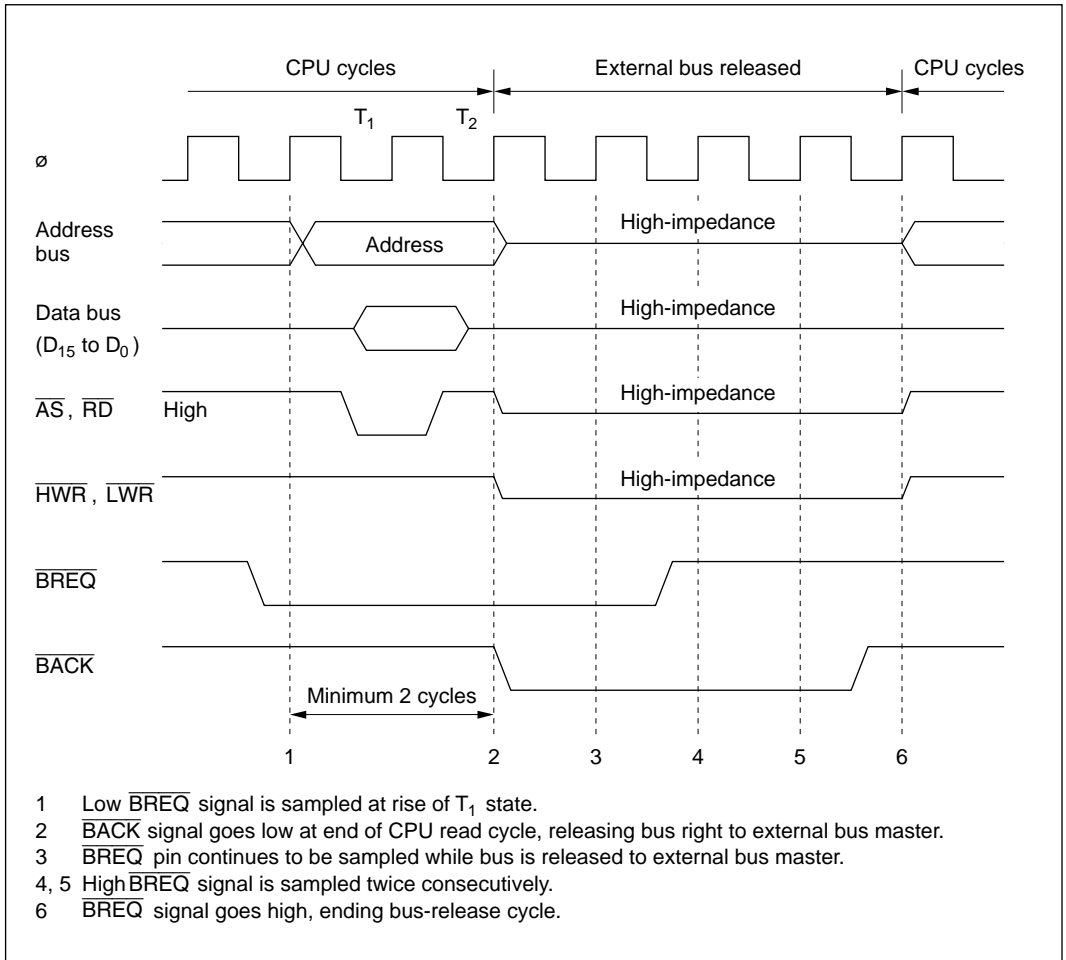 CPU cycles External bus released CPU cycles
T1 T2
ø
Address bus
Address
High-impedance
Data bus
(D15 to D0)
High-impedance
AS, RD
High
High-impedance
HWR, LWR
High-impedance
BREQ
BACK
Minimum 2 cycles
1 2 3 4 5 6
1 Low BREQ signal is sampled at rise of T1 state.
2 BACK signal goes low at end of CPU read cycle, releasing bus right to external bus master.
3 BREQ pin continues to be sampled while bus is released to external bus master.
4, 5 High BREQ signal is sampled twice consecutively.
6 BREQ signal goes high, ending bus-release cycle.